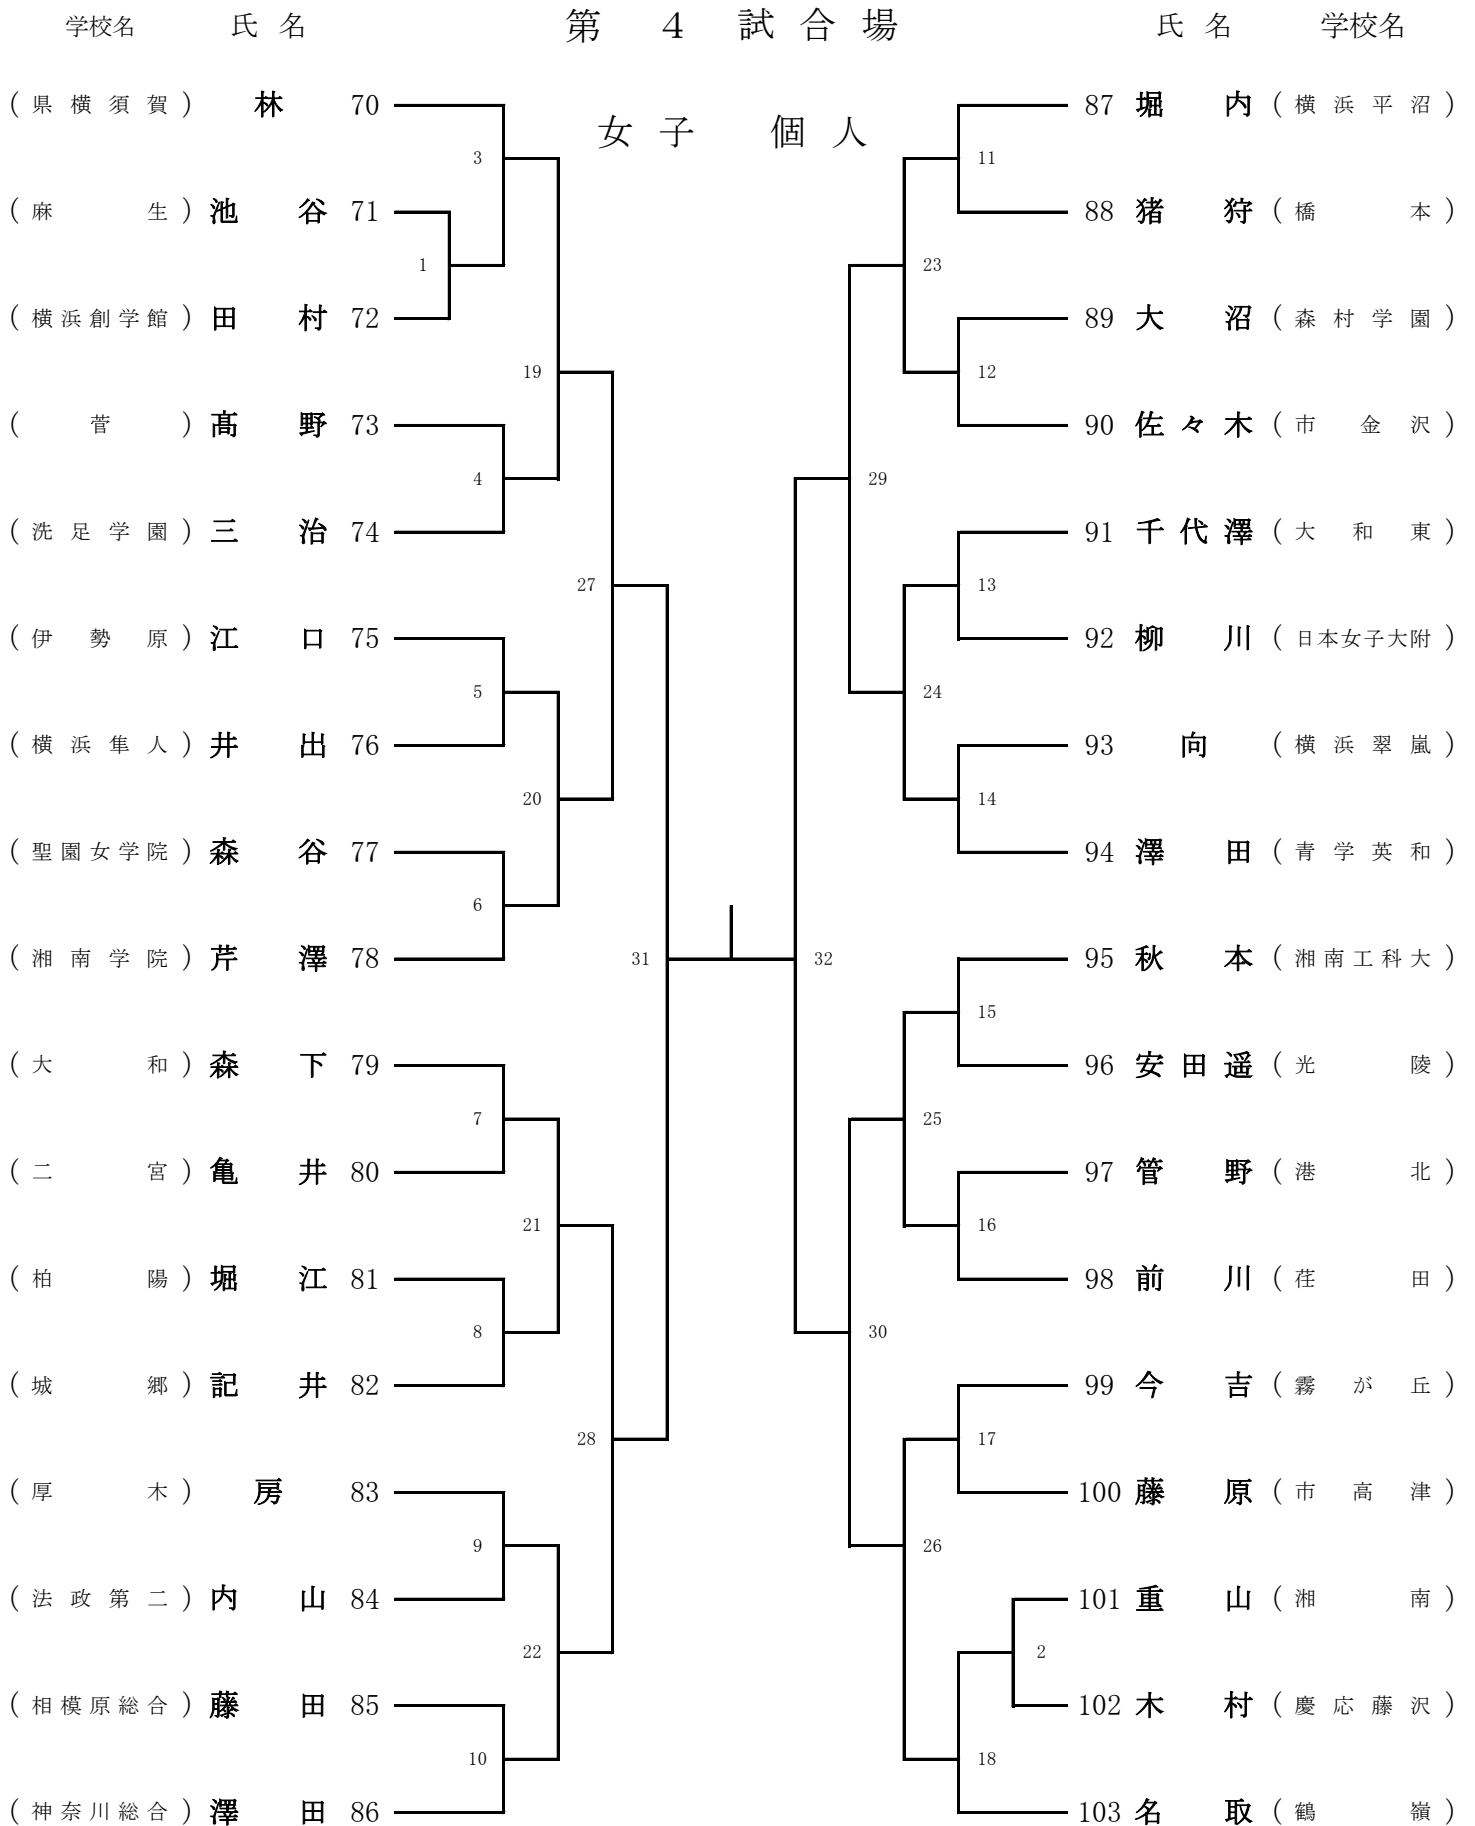 学校名 氏名 第 4 試合場 氏名 学校名
女子 個人
(県横須賀) 林 70
(麻生) 池谷 71
(横浜創学館) 田村 72
(菅) 髙野 73
(洗足学園) 三治 74
(伊勢原) 江口 75
(横浜隼人) 井出 76
(聖園女学院) 森谷 77
(湘南学院) 芹澤 78
(大和) 森下 79
(二宮) 亀井 80
(柏陽) 堀江 81
(城郷) 記井 82
(厚木) 房 83
(法政第二) 内山 84
(相模原総合) 藤田 85
(神奈川総合) 澤田 86
3
1
19
4
27
5
20
6
31
7
21
8
28
9
22
10
11
23
12
29
13
24
14
32
15
25
16
30
17
26
2
18
87 堀内 (横浜平沼)
88 猪狩 (橋本)
89 大沼 (森村学園)
90 佐々木 (市金沢)
91 千代澤 (大和東)
92 柳川 (日本女子大附)
93 向 (横浜翠嵐)
94 澤田 (青学英和)
95 秋本 (湘南工科大)
96 安田遥 (光陵)
97 管野 (港北)
98 前川 (荏田)
99 今吉 (霧が丘)
100 藤原 (市高津)
101 重山 (湘南)
102 木村 (慶応藤沢)
103 名取 (鶴嶺)